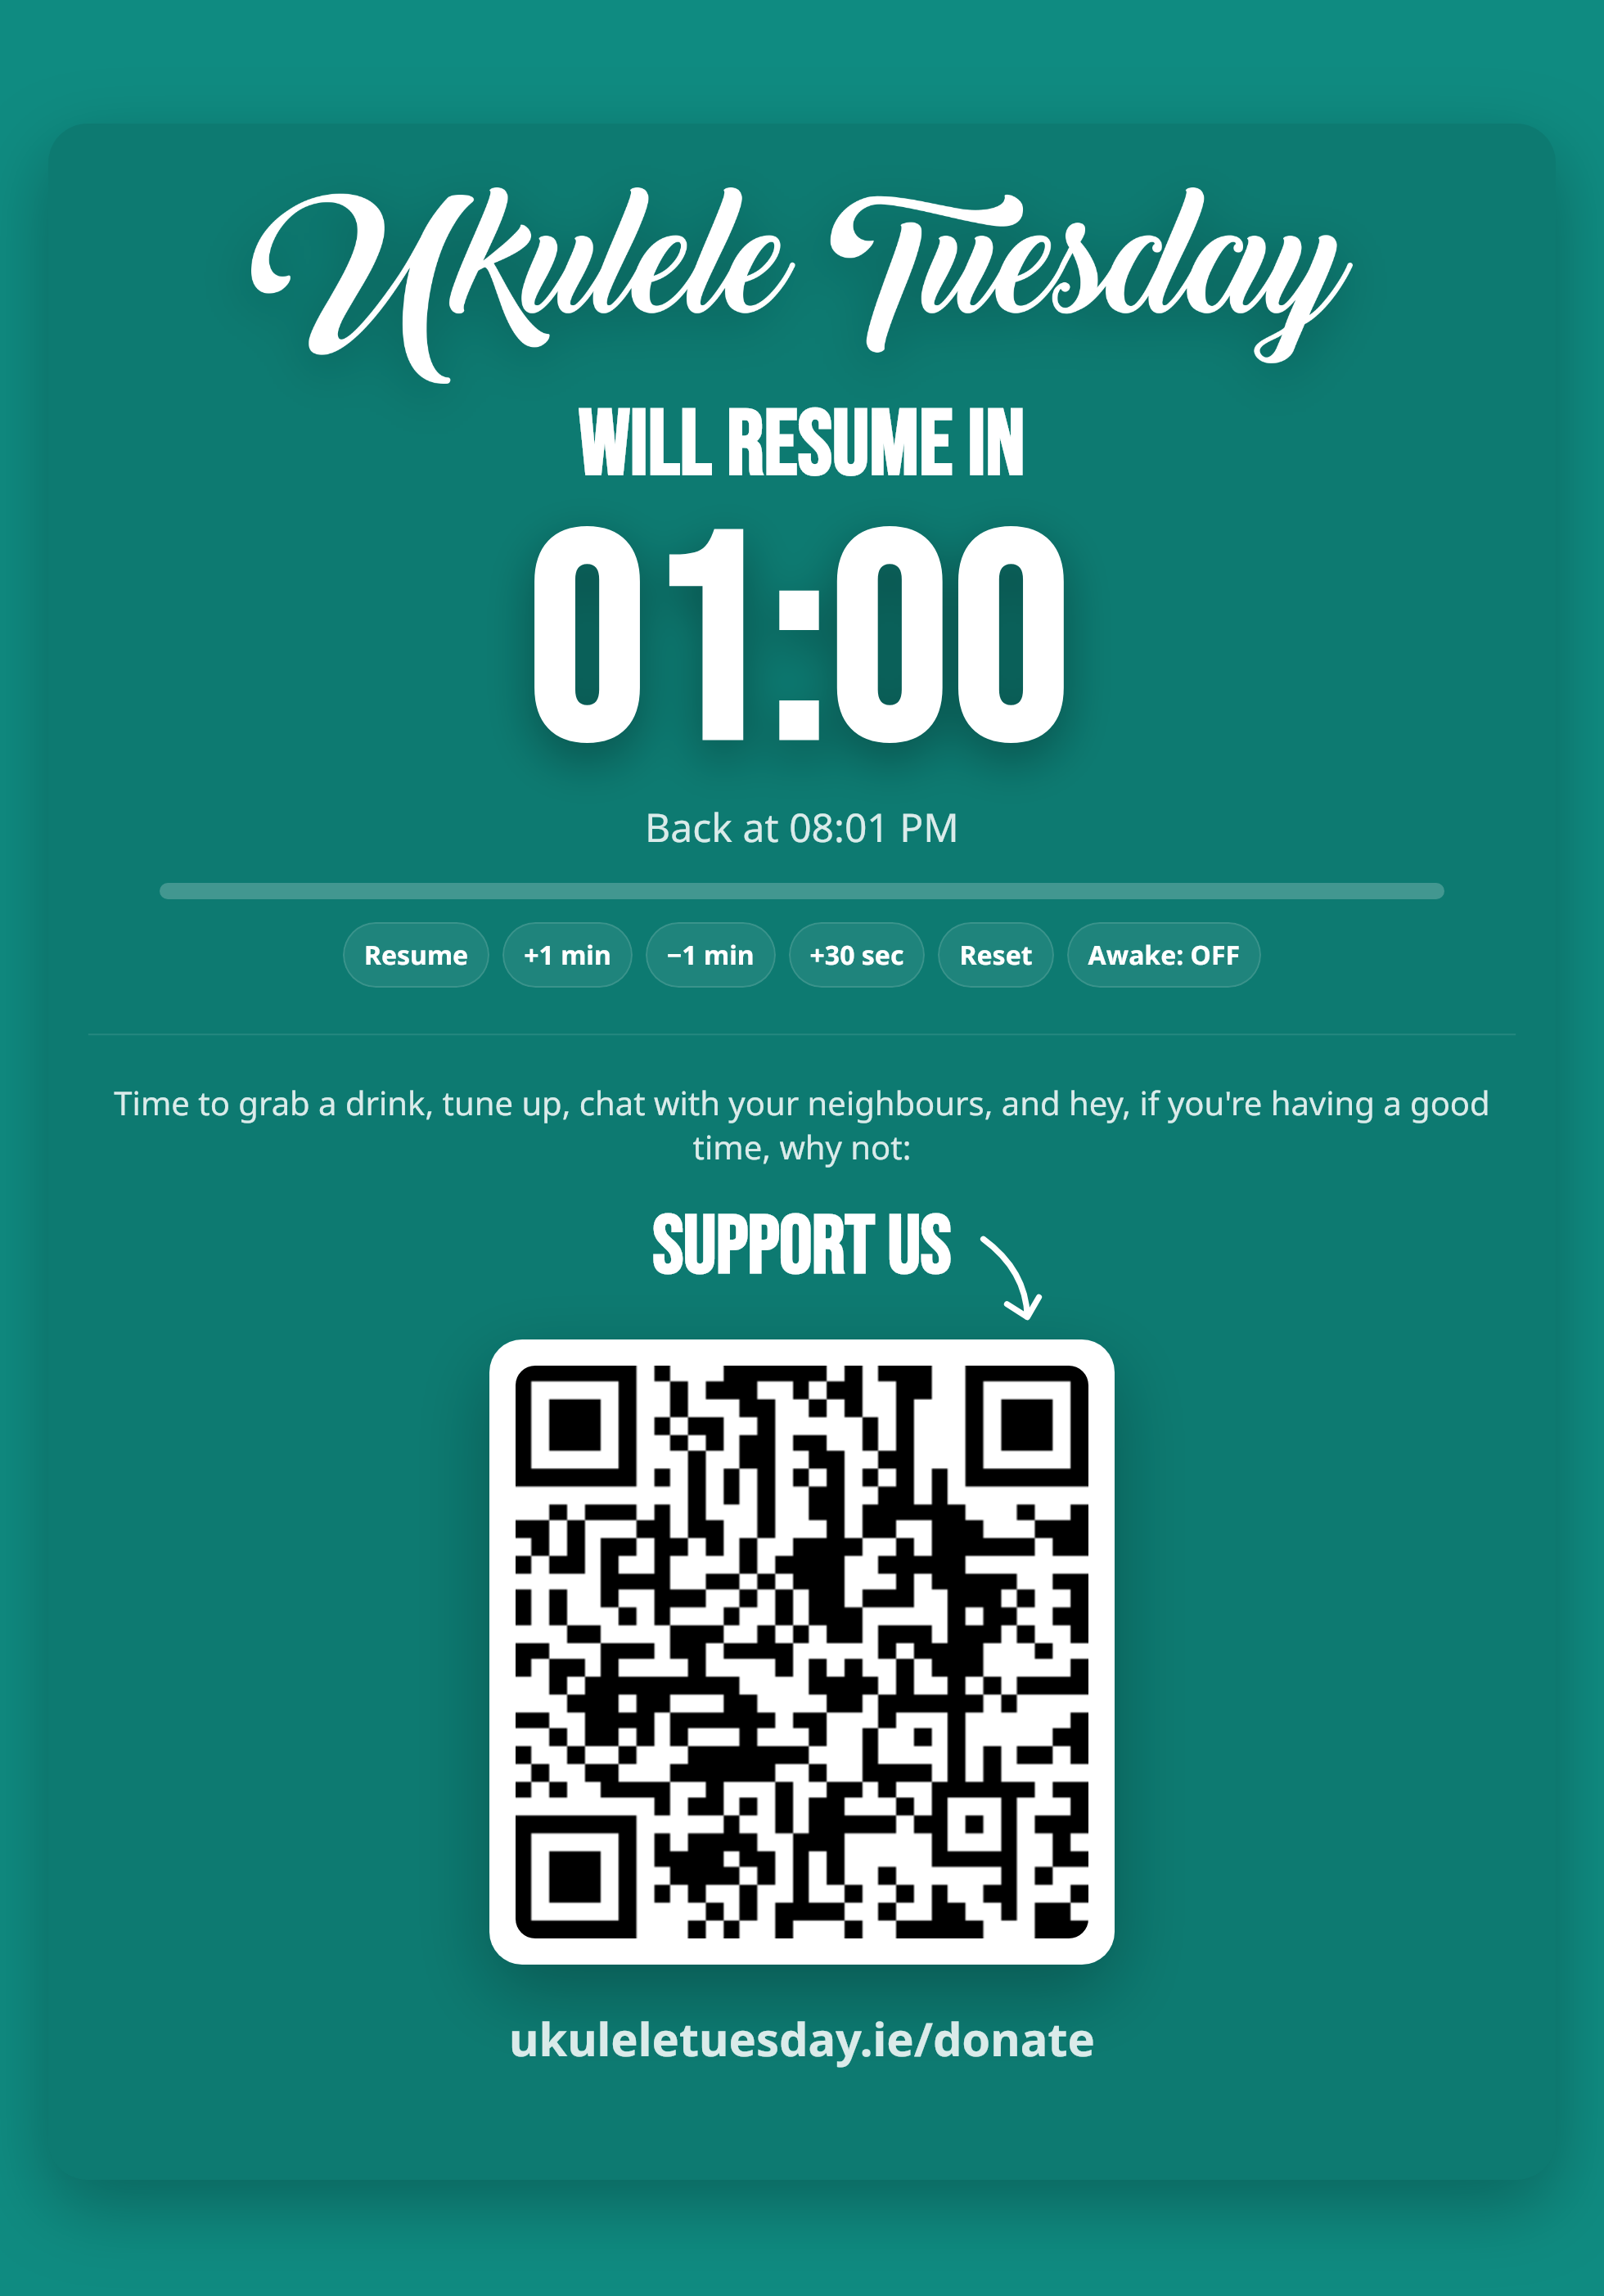 Ukulele Tuesday
WILL RESUME IN
01:00
Back at 08:01 PM
Resume +1 min −1 min +30 sec Reset Awake: OFF
Time to grab a drink, tune up, chat with your neighbours, and hey, if you're having a good
time, why not:
SUPPORT US
ukuleletuesday.ie/donate